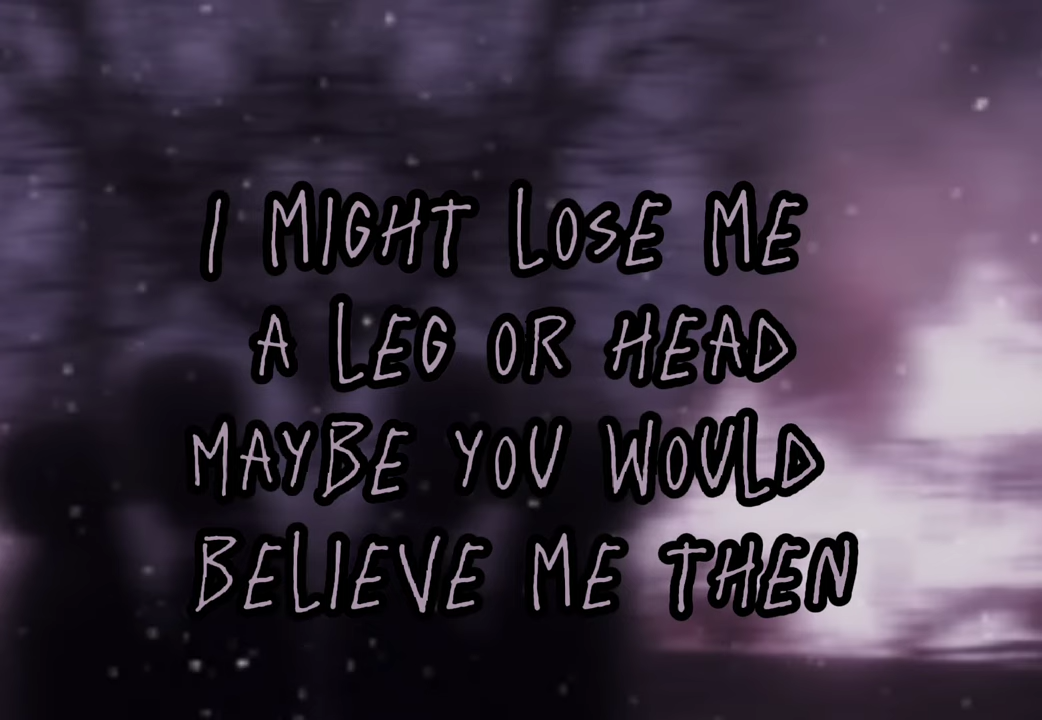 I MIGHT LOSE ME
A LEG OR HEAD
MAYBE YOU WOULD
BELIEVE ME THEN